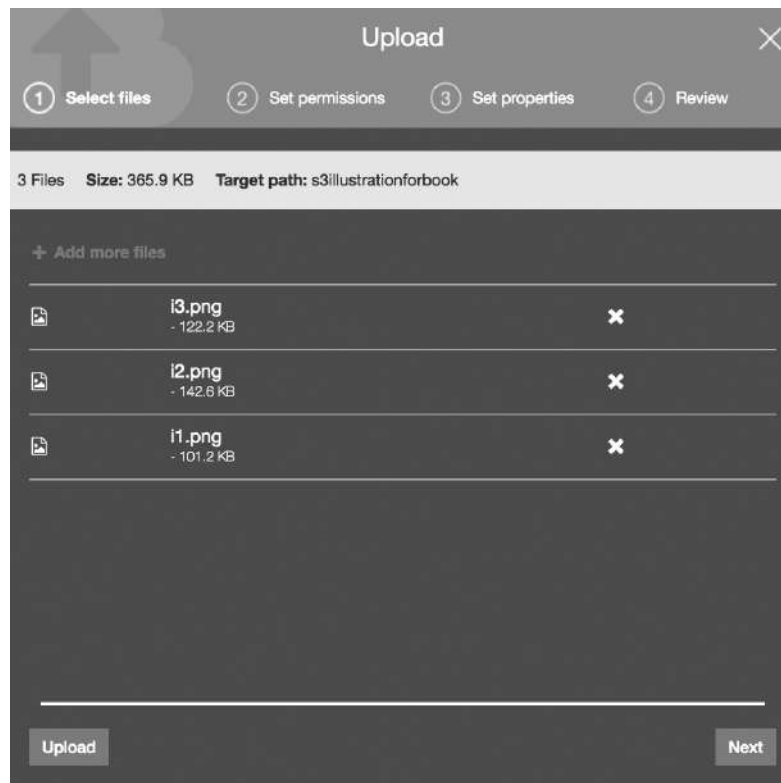 Upload
1 Select files 2 Set permissions 3 Set properties 4 Review
3 Files Size: 365.9 KB Target path: s3illustrationforbook
+ Add more files
i3.png
- 122.2 KB
i2.png
- 142.6 KB
i1.png
- 101.2 KB
Upload Next